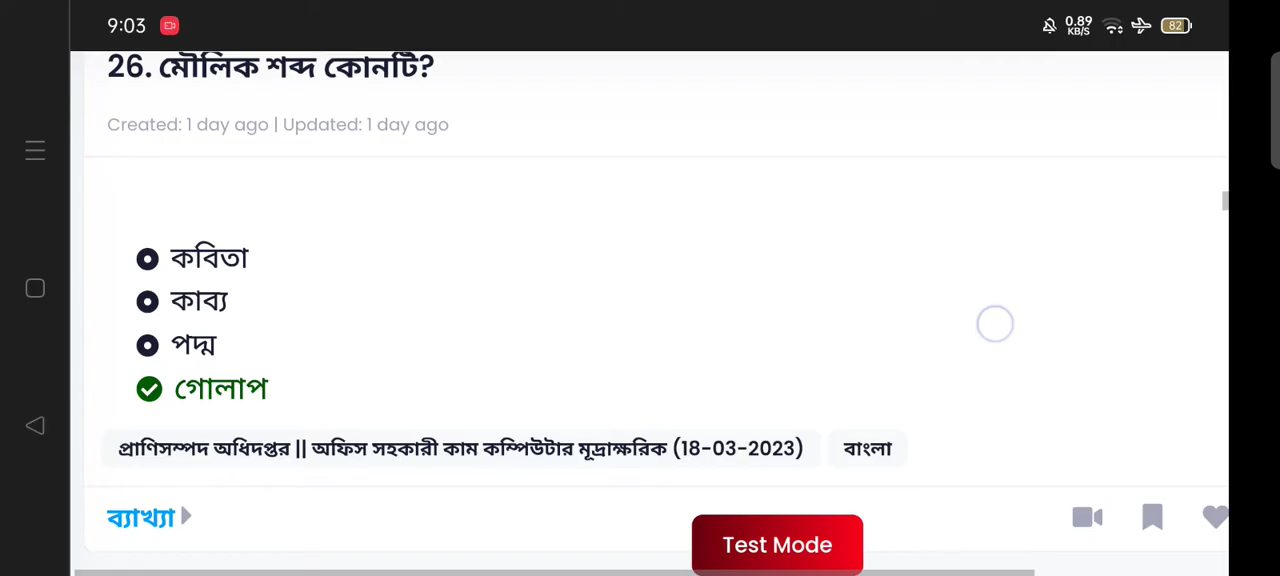 9:03
0.89
KB/S
82
26. মৌলিক শব্দ কোনটি?
Created: 1 day ago | Updated: 1 day ago
কবিতা
কাব্য
পদ্ম
গোলাপ
প্রাণিসম্পদ অধিদপ্তর || অফিস সহকারী কাম কম্পিউটার মূদ্রাক্ষরিক (18-03-2023) বাংলা
ব্যাখ্যা
Test Mode